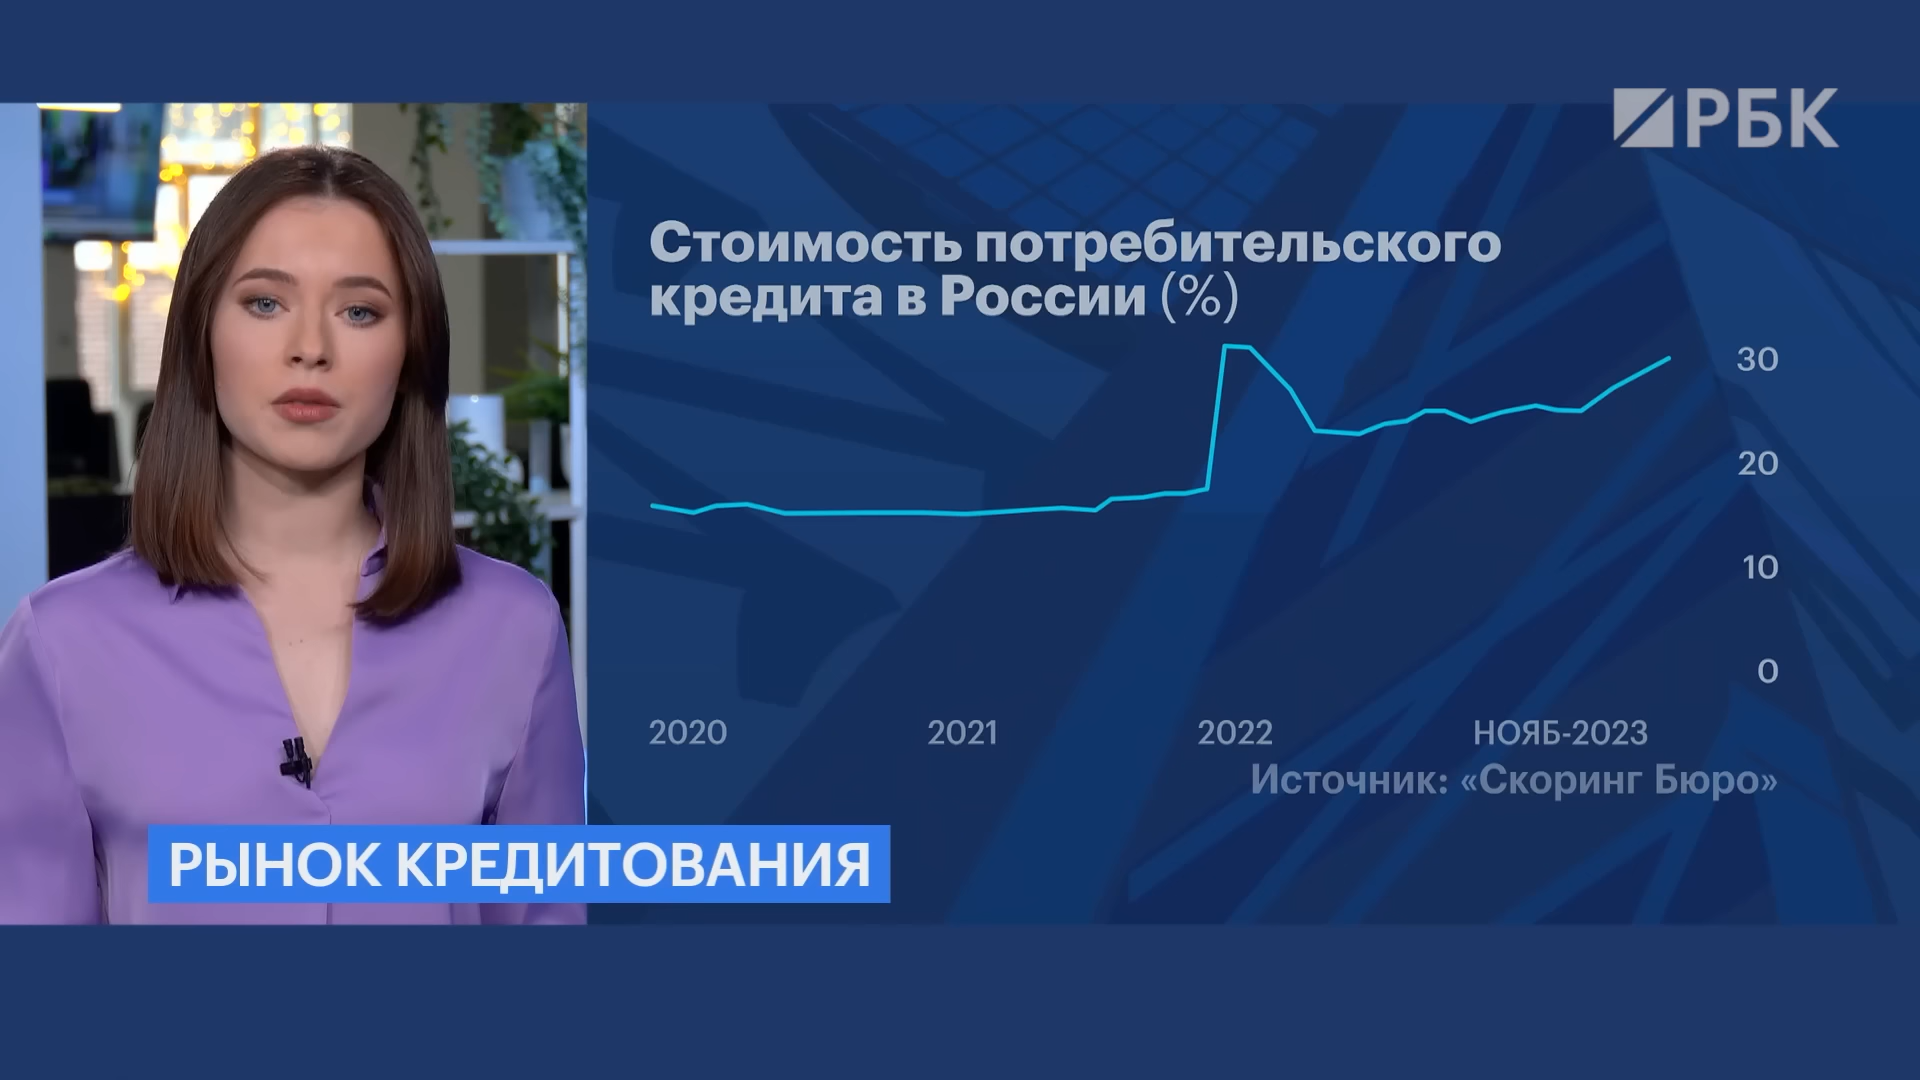 РБК
Стоимость потребительского
кредита в России (%)
30
20
10
0
2020 2021 2022 НОЯБ-2023
Источник: «Скоринг Бюро»
РЫНОК КРЕДИТОВАНИЯ